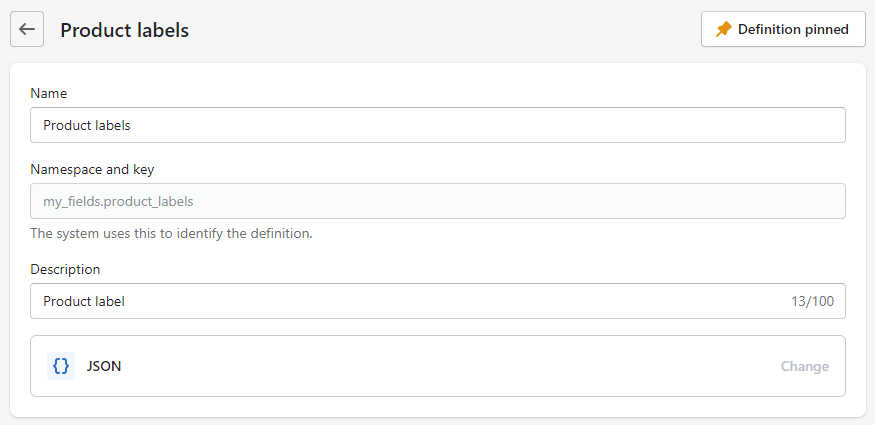 Product labels
Definition pinned
Name
Product labels
Namespace and key
my_fields.product_labels
The system uses this to identify the definition.
Description
Product label 13/100
{} JSON Change